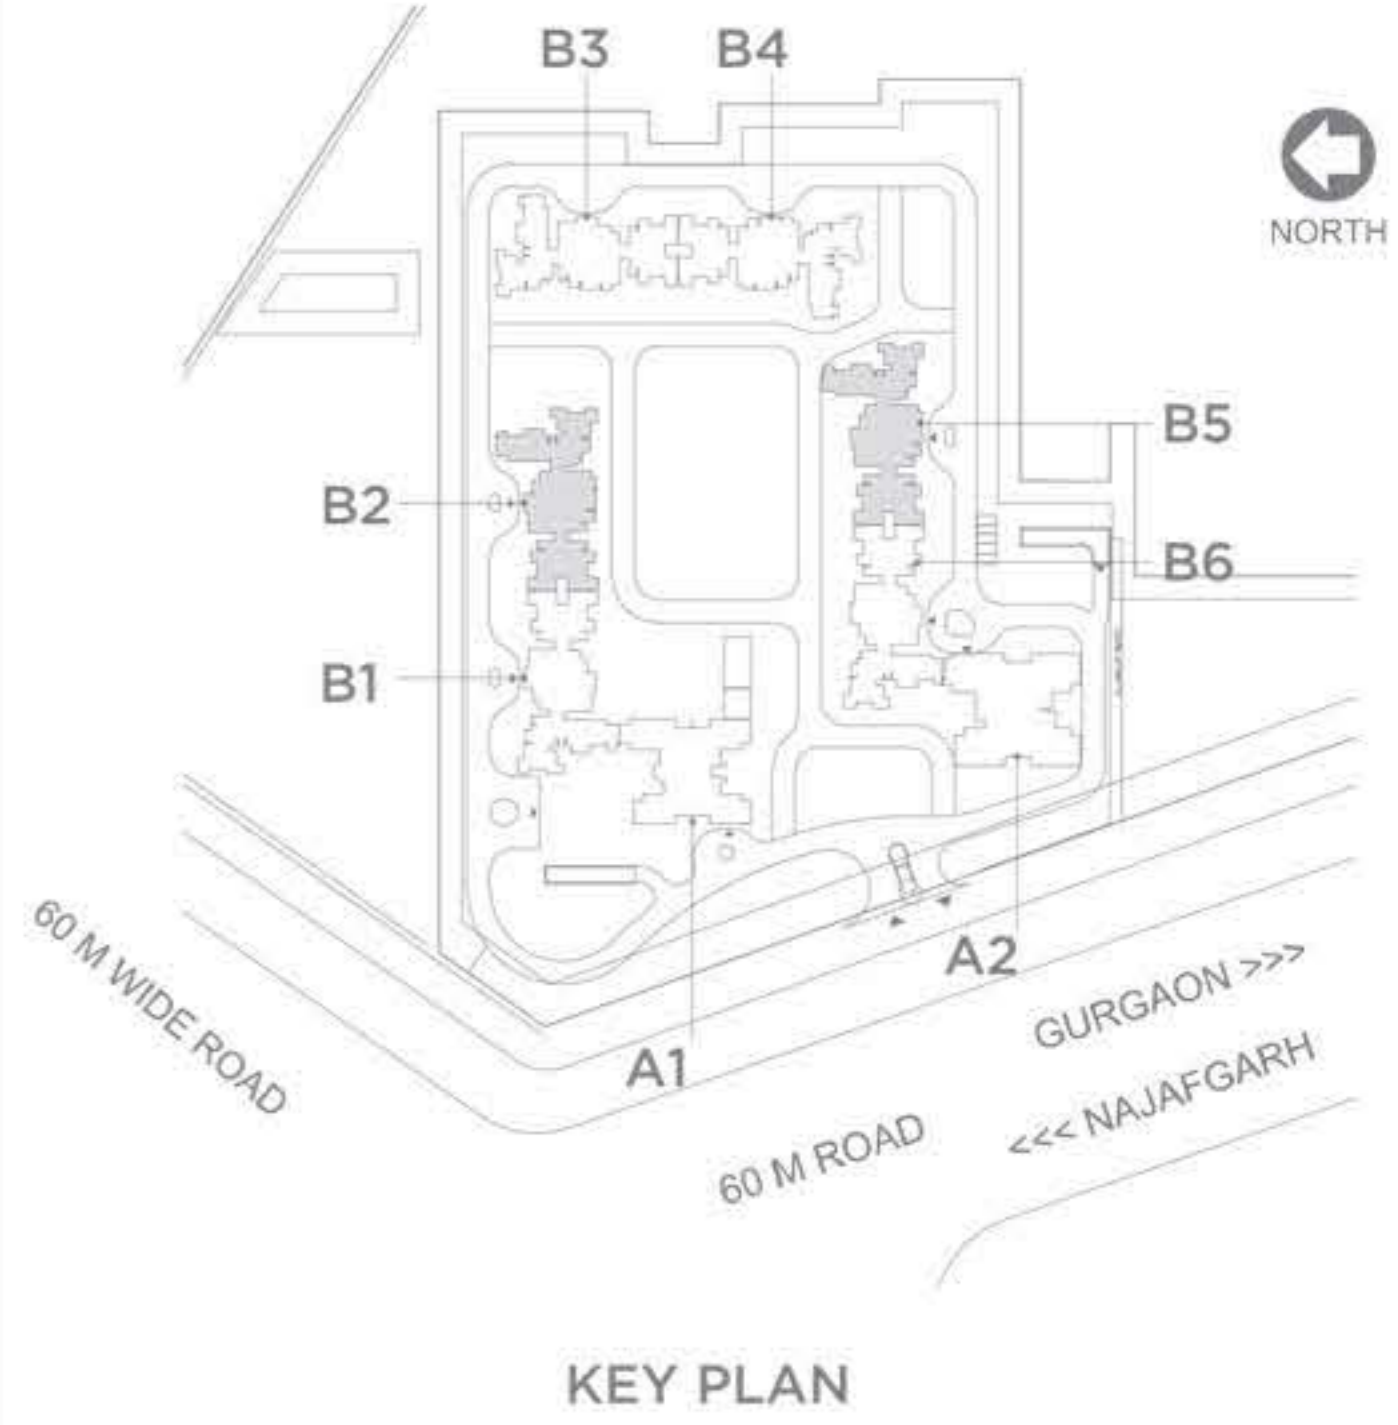 B3
B4
NORTH
B5
B2
B6
B1
A2
60 M WIDE ROAD
GURGAON >>>
A1
<<< NAJAFGARH
60 M ROAD
KEY PLAN